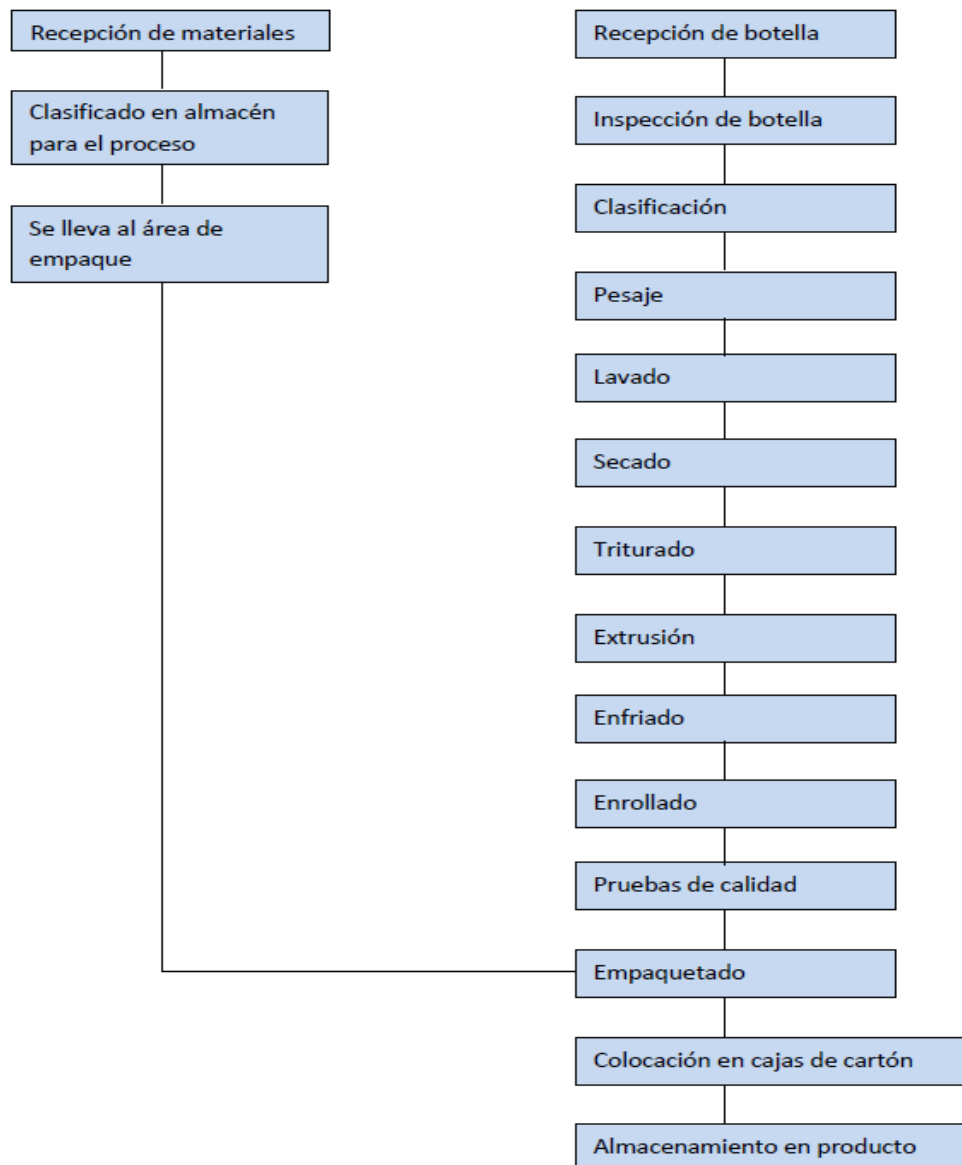 Recepción de materiales
Clasificado en almacén
para el proceso
Se lleva al área de
empaque
Recepción de botella
Inspección de botella
Clasificación
Pesaje
Lavado
Secado
Triturado
Extrusión
Enfriado
Enrollado
Pruebas de calidad
Empaquetado
Colocación en cajas de cartón
Almacenamiento en producto